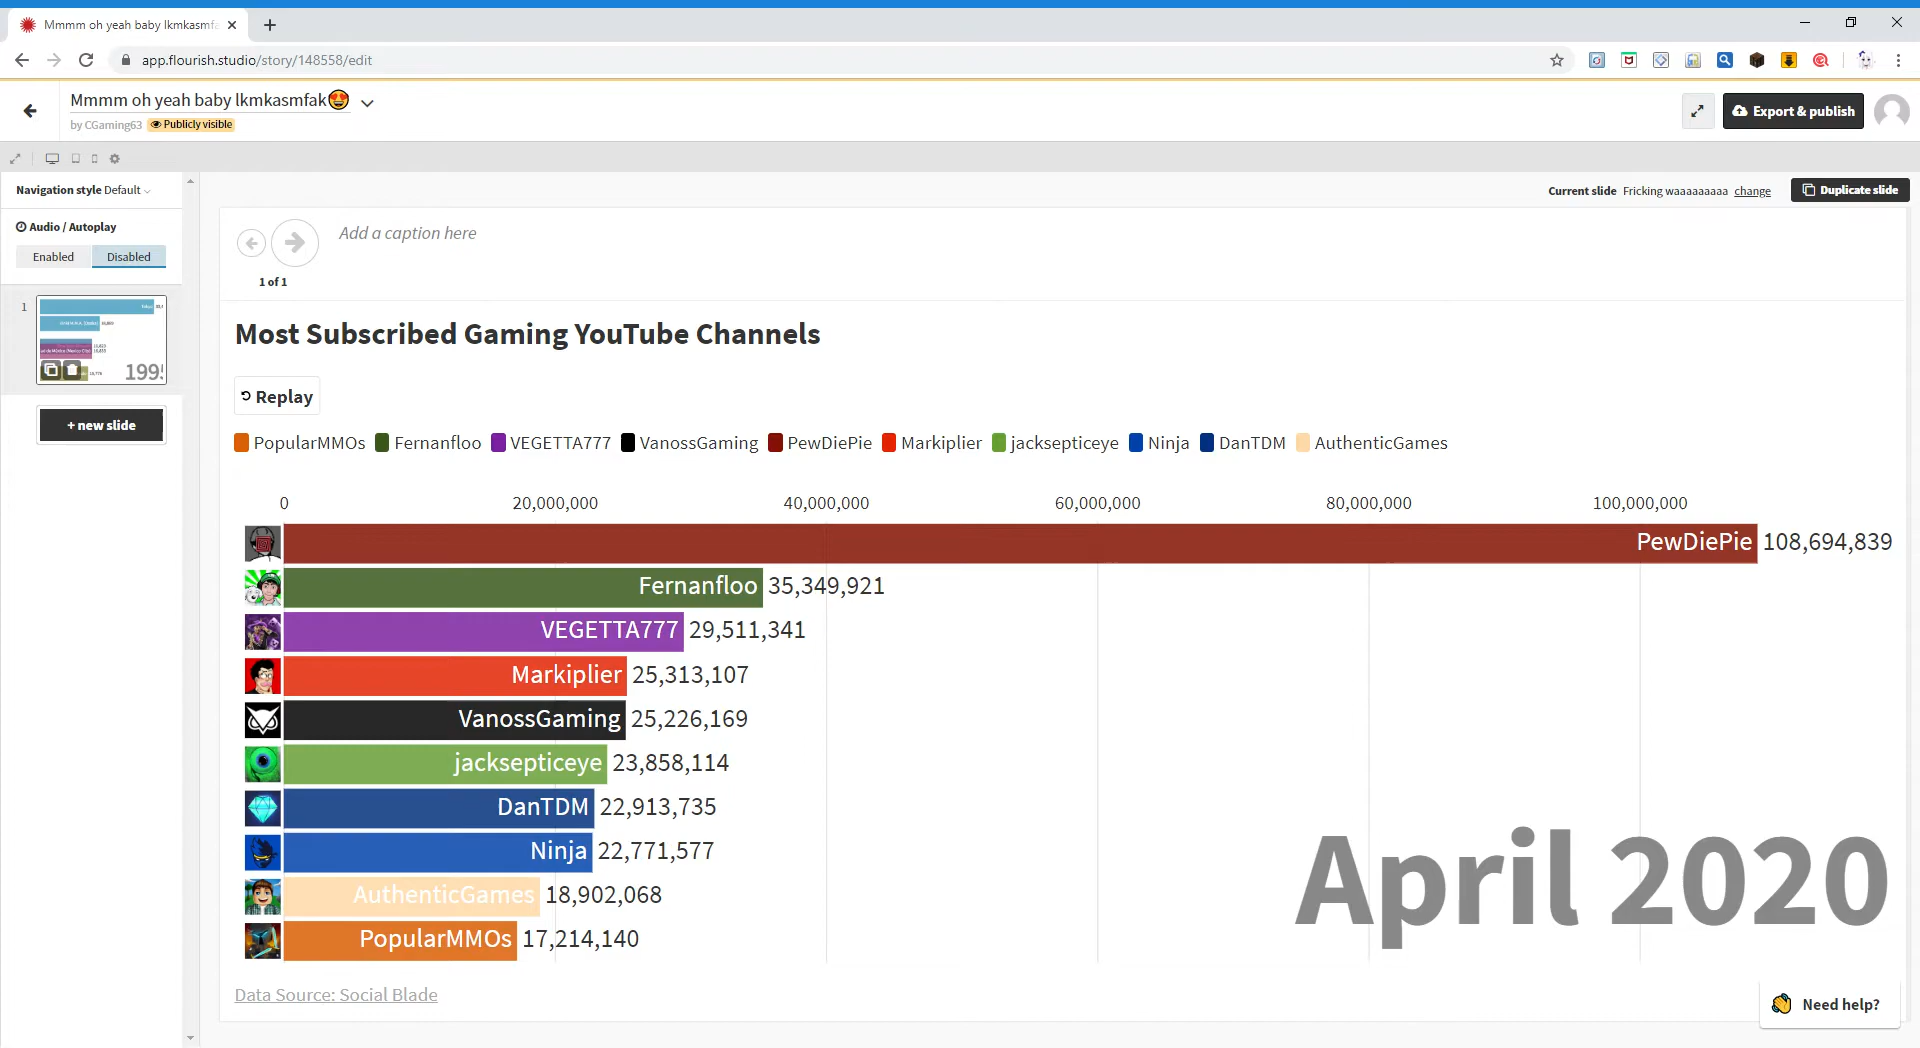 Mmmm oh yeah baby lkmkasmfa
app.flourish.studio/story/148558/edit
Mmmm oh yeah baby lkmkasmfak😍
by CGaming63 Publicly visible
Export & publish
Navigation style Default
Current slide Fricking waaaaaaaaa change
Duplicate slide
Audio / Autoplay
Enabled Disabled
Add a caption here
1 of 1
1
199
+ new slide
Most Subscribed Gaming YouTube Channels
Replay
PopularMMOs Fernanfloo VEGETTA777 VanossGaming PewDiePie Markiplier jacksepticeye Ninja DanTDM AuthenticGames
0 20,000,000 40,000,000 60,000,000 80,000,000 100,000,000
PewDiePie 108,694,839
Fernanfloo 35,349,921
VEGETTA777 29,511,341
Markiplier 25,313,107
VanossGaming 25,226,169
jacksepticeye 23,858,114
DanTDM 22,913,735
Ninja 22,771,577
AuthenticGames 18,902,068
PopularMMOs 17,214,140
April 2020
Data Source: Social Blade
Need help?